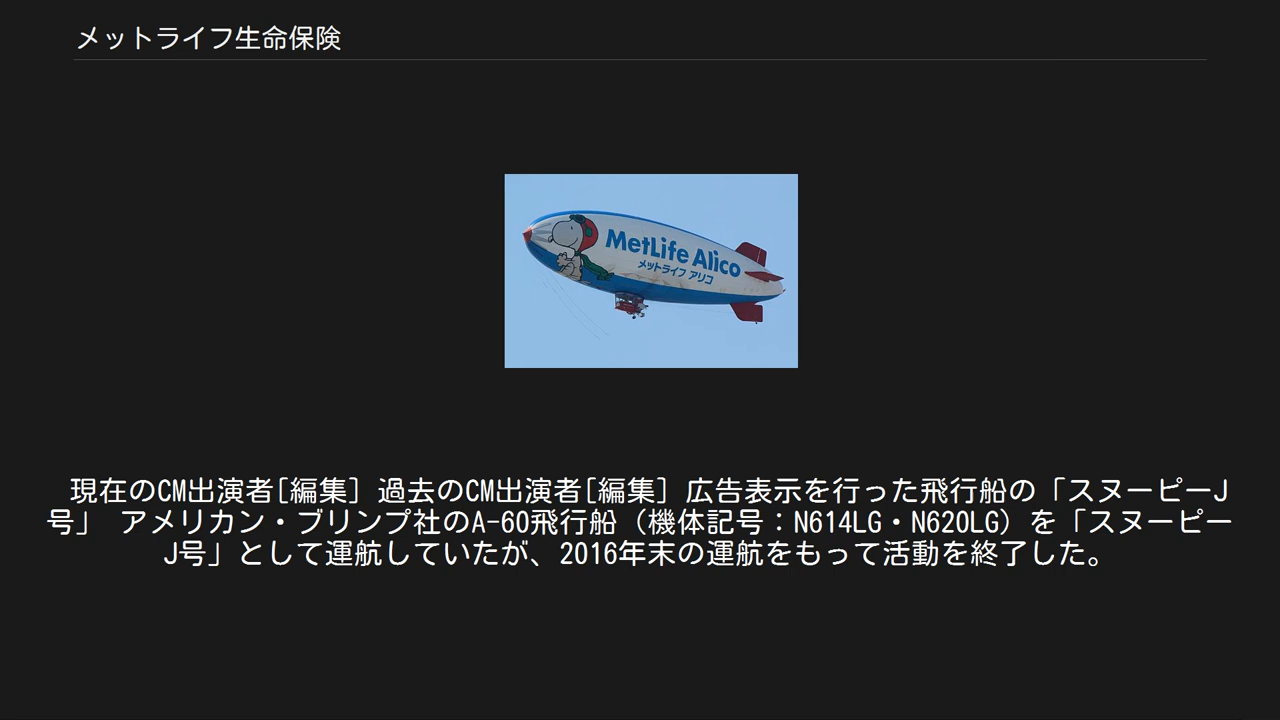 メットライフ生命保険
MetLife Alico
メットライフ アリコ
現在のCM出演者[編集] 過去のCM出演者[編集] 広告表示を行った飛行船の「スヌーピーJ
号」 アメリカン・ブリンプ社のA-60飛行船（機体記号：N614LG・N620LG）を「スヌーピー
J号」として運航していたが、2016年末の運航をもって活動を終了した。